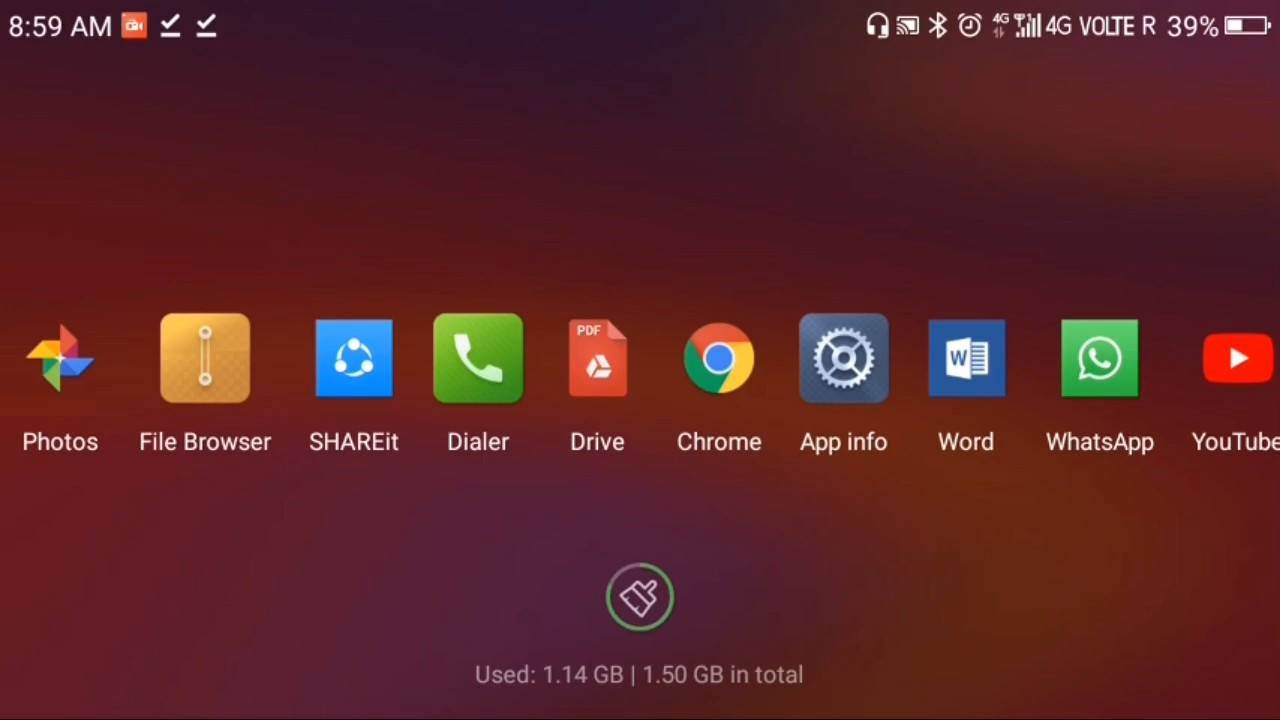 8:59 AM 4G 4G VOLTE R 39%
PDF
W
Photos File Browser SHAREit Dialer Drive Chrome App info Word WhatsApp YouTube
Used: 1.14 GB | 1.50 GB in total